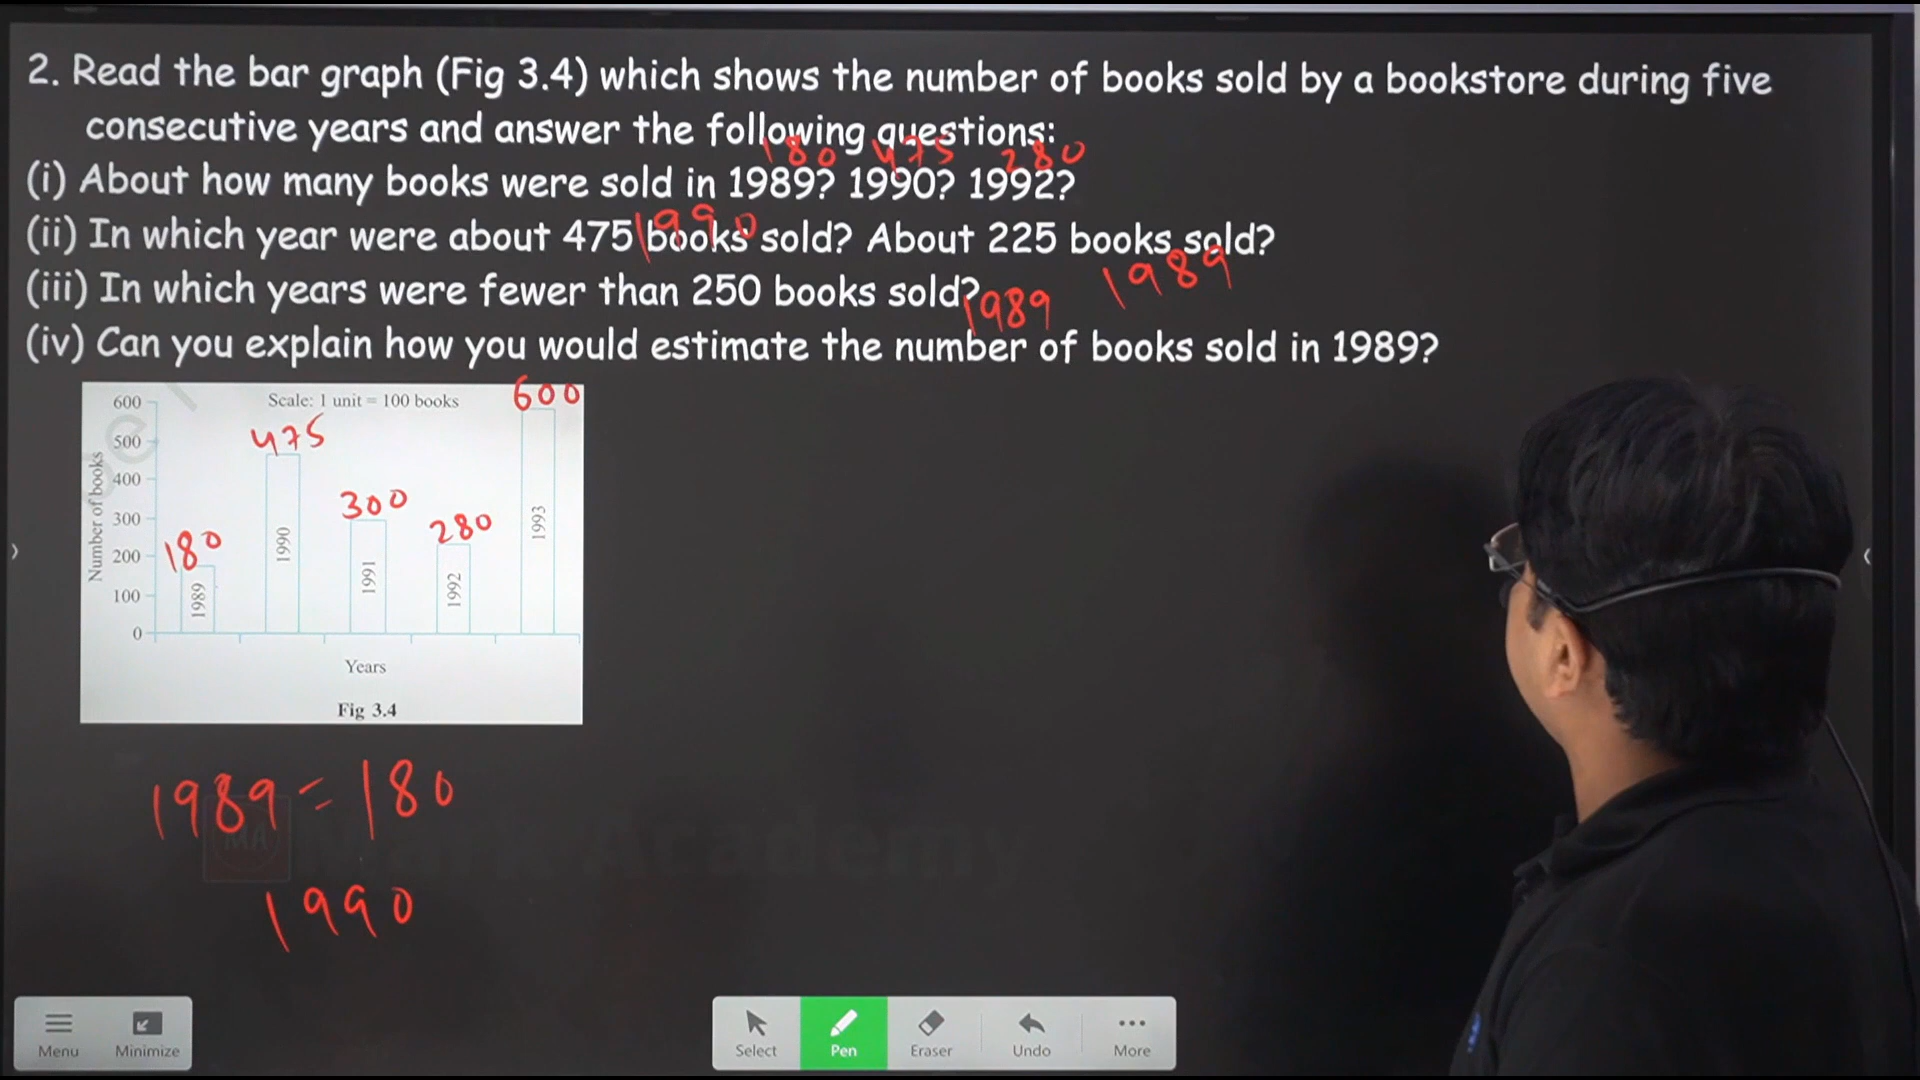 2. Read the bar graph (Fig 3.4) which shows the number of books sold by a bookstore during five
consecutive years and answer the following questions:
180 475 280
(i) About how many books were sold in 1989? 1990? 1992?
1990
(ii) In which year were about 475 books sold? About 225 books sold?
1989
(iii) In which years were fewer than 250 books sold?
1989
(iv) Can you explain how you would estimate the number of books sold in 1989?
Scale: 1 unit = 100 books
600
500
400
300
200
100
0
Number of books
180
475
300
280
600
1989
1990
1991
1992
1993
Years
Fig 3.4
1989 = 180
1990
MA
Academy
Menu
Minimize
Select
Pen
Eraser
Undo
More